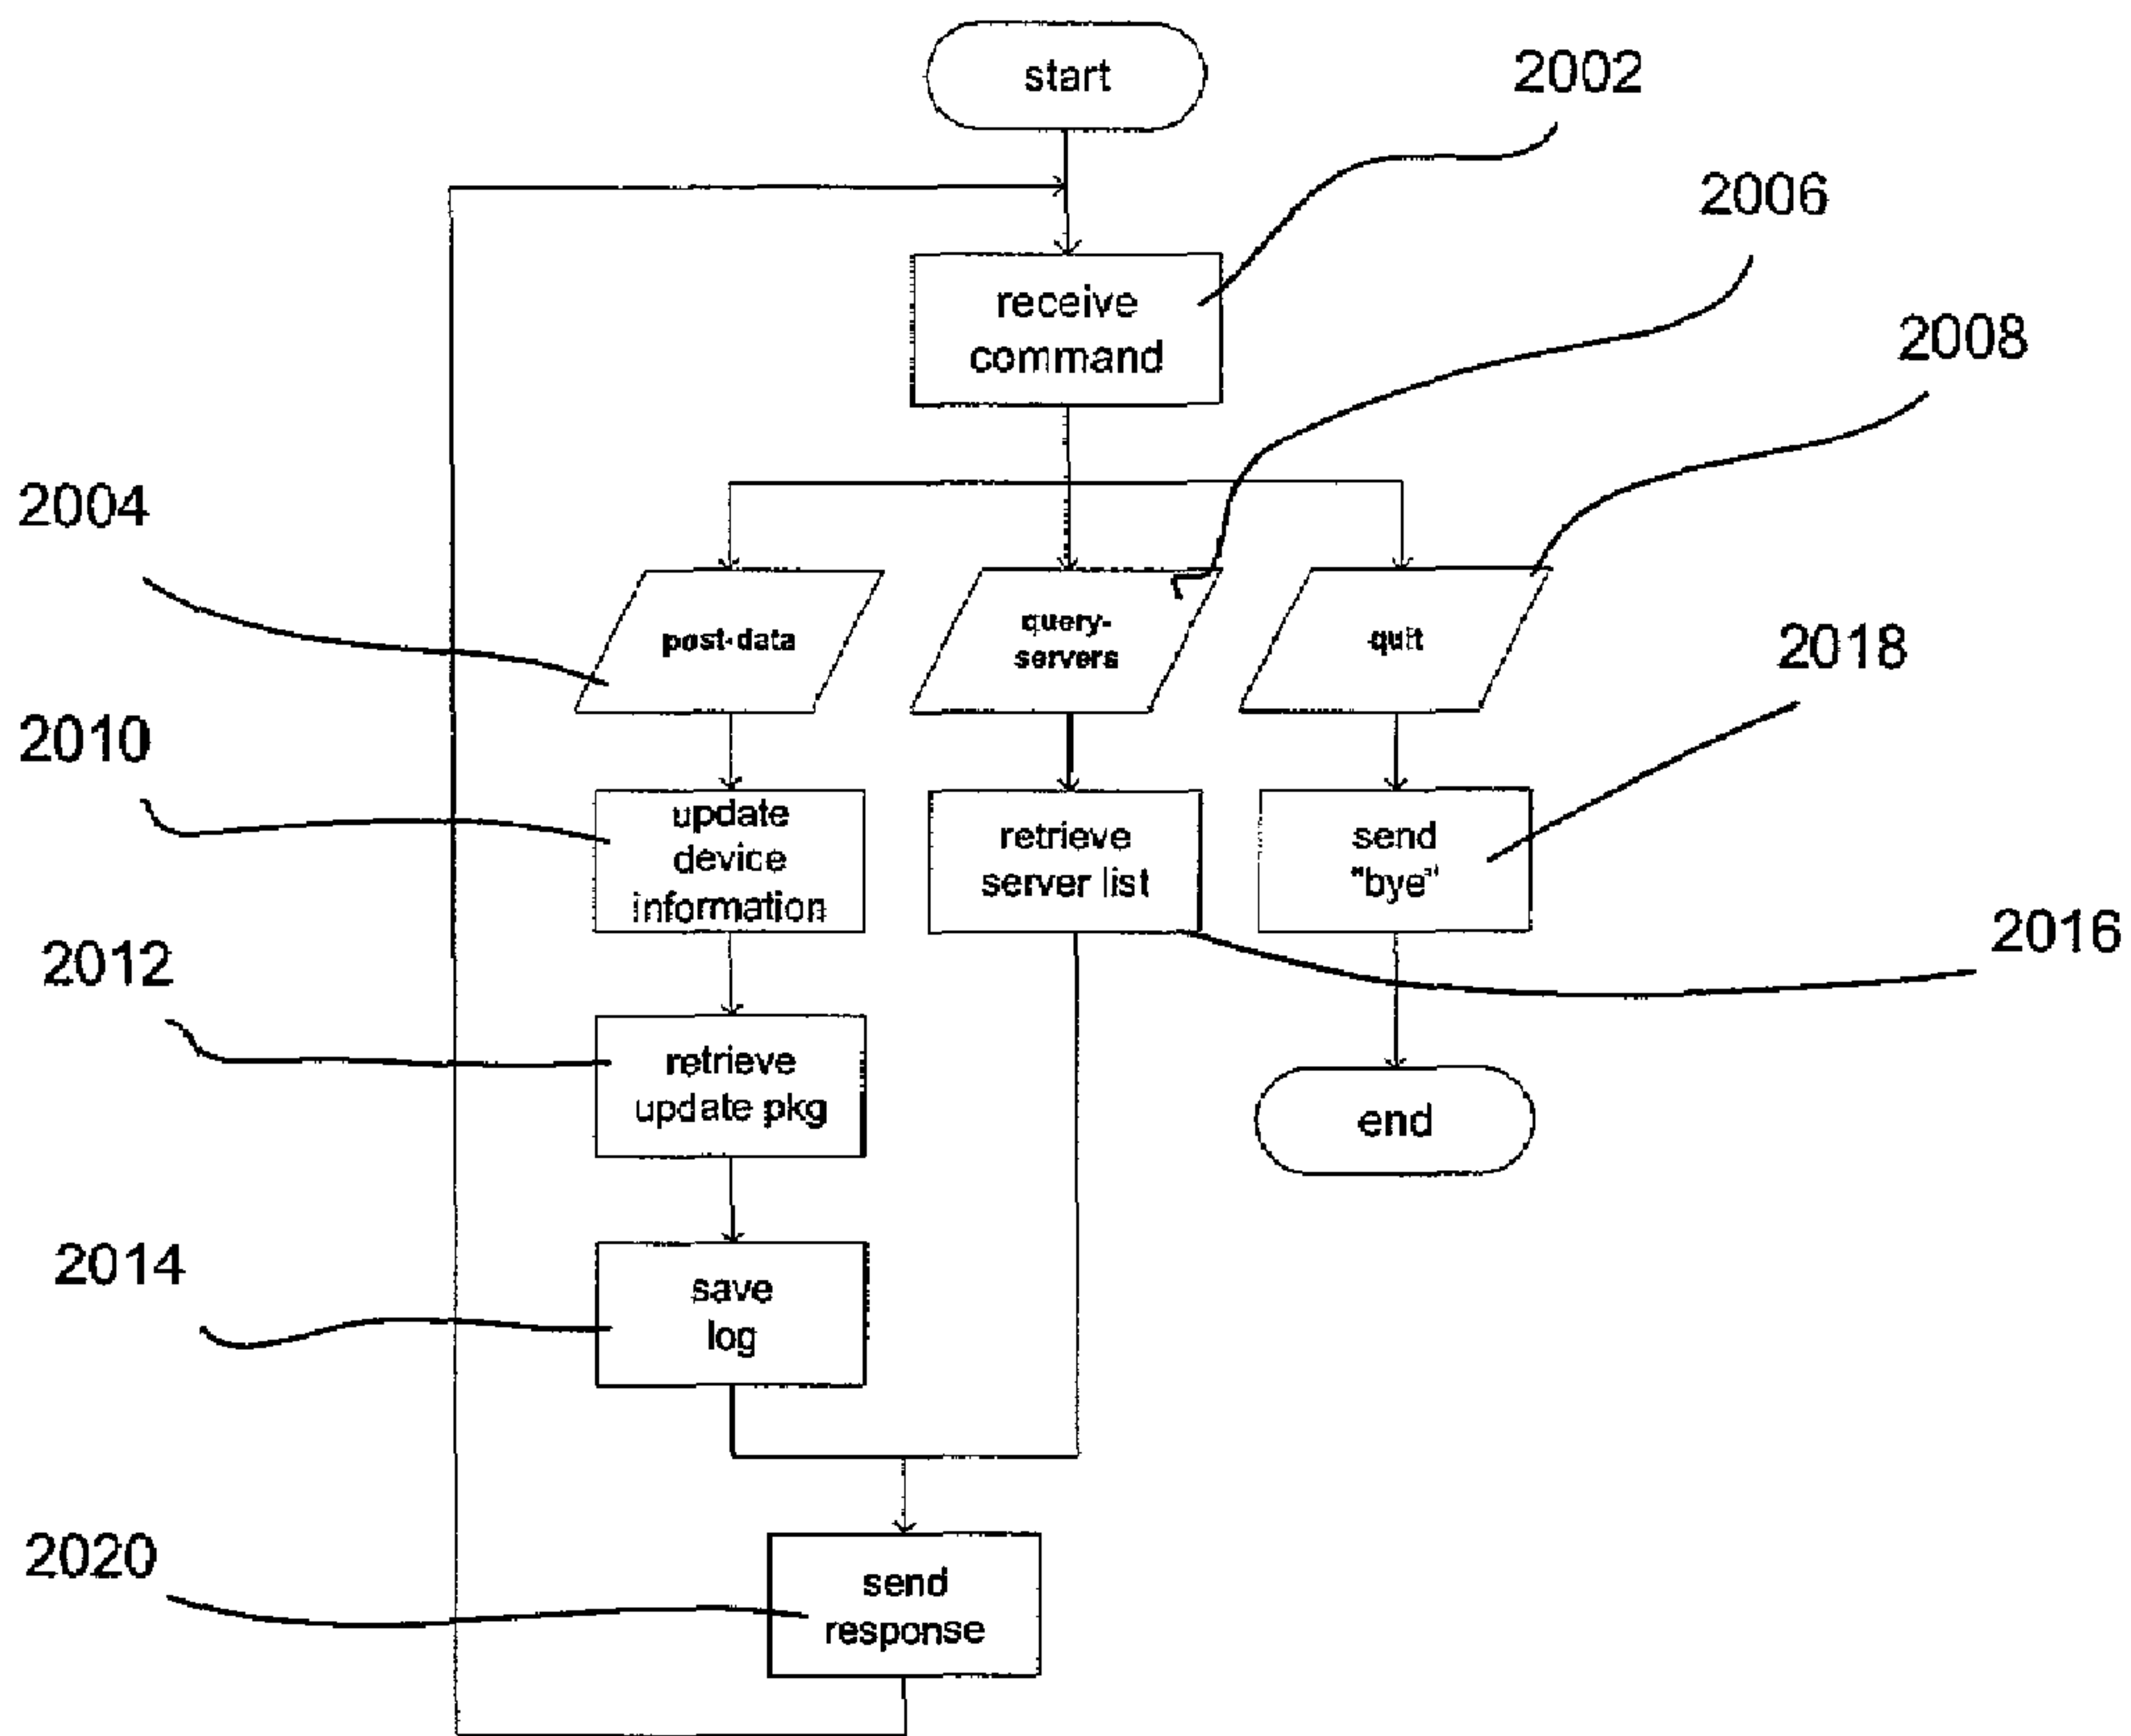 start
2002
2006
receive
command
2008
2004
post-data
query-
servers
quit
2018
2010
update
device
information
retrieve
server list
send
"bye"
2016
2012
retrieve
update pkg
end
2014
save
log
2020
send
response